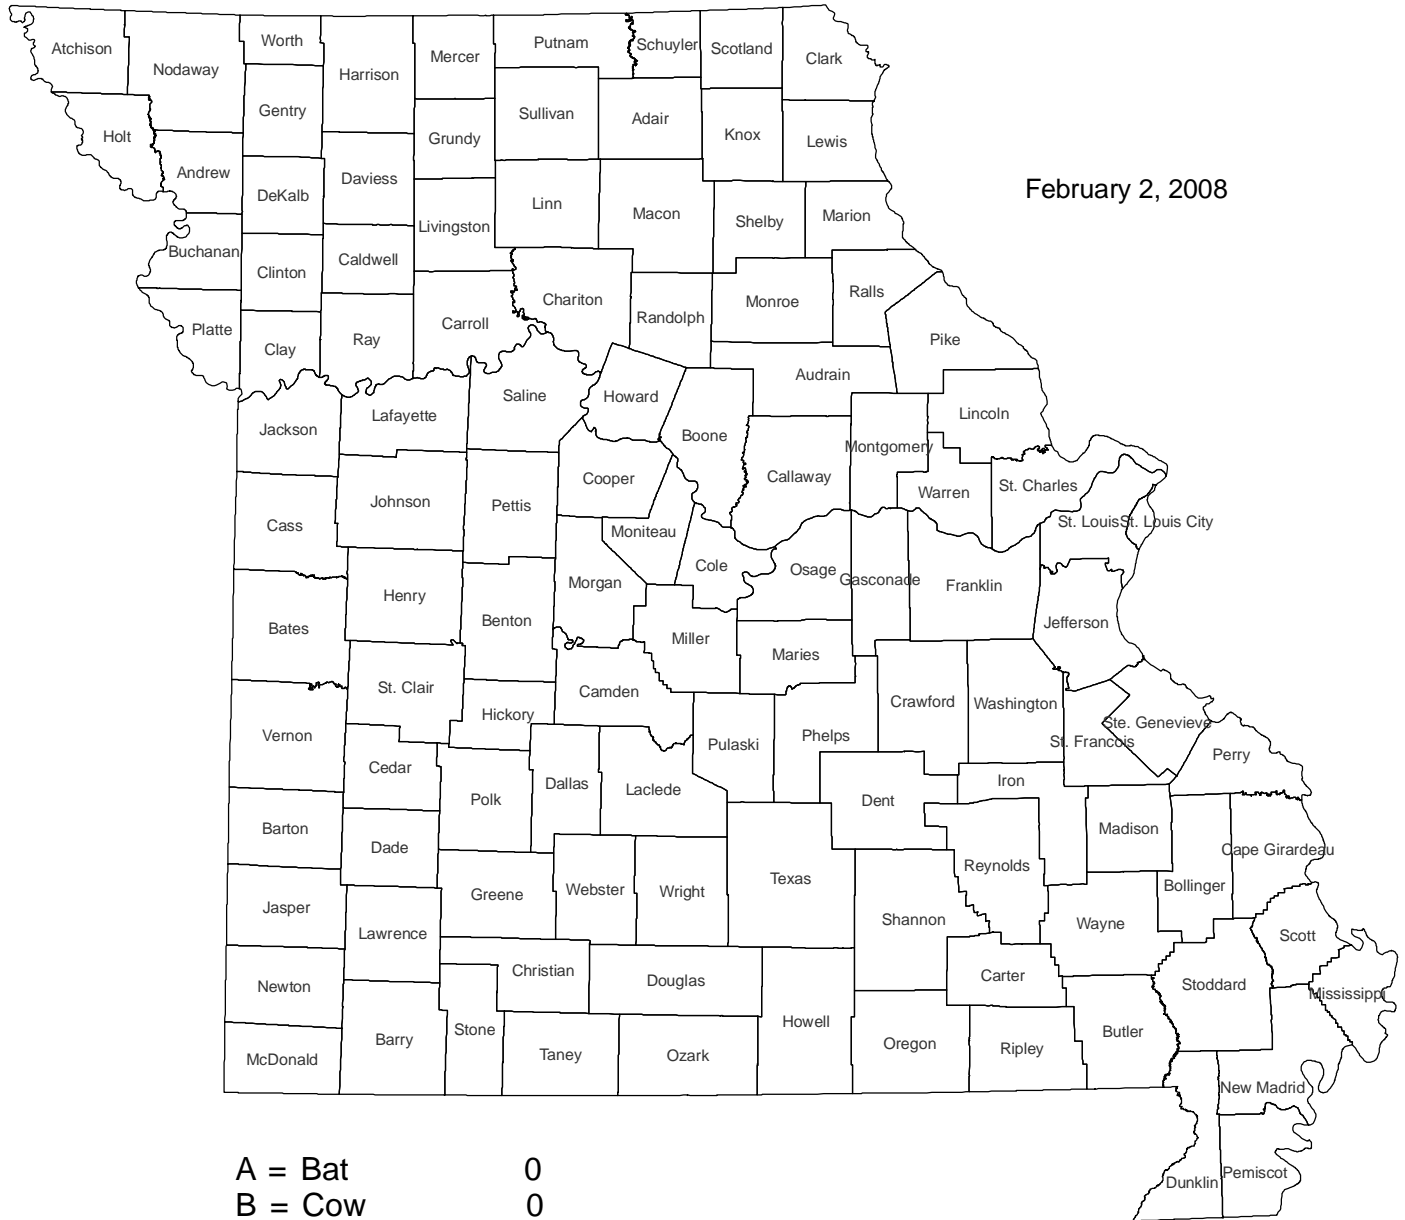 Atchison
Nodaway
Worth
Harrison
Mercer
Putnam
Schuyler
Scotland
Clark
Holt
Gentry
Grundy
Sullivan
Adair
Knox
Lewis
Andrew
DeKalb
Daviess
Livingston
Linn
Macon
Shelby
Marion
February 2, 2008
Buchanan
Clinton
Caldwell
Chariton
Randolph
Monroe
Ralls
Platte
Clay
Ray
Carroll
Pike
Audrain
Jackson
Lafayette
Saline
Howard
Boone
Lincoln
Montgomery
Callaway
Cooper
Warren
St. Charles
Cass
Johnson
Pettis
Moniteau
St. Louis
St. Louis City
Cole
Osage
Gasconade
Franklin
Henry
Morgan
Benton
Bates
Miller
Maries
Jefferson
St. Clair
Camden
Hickory
Crawford
Washington
Ste. Genevieve
St. Francois
Vernon
Pulaski
Phelps
Perry
Cedar
Polk
Dallas
Laclede
Dent
Iron
Barton
Dade
Madison
Cape Girardeau
Reynolds
Texas
Bollinger
Jasper
Greene
Webster
Wright
Lawrence
Shannon
Wayne
Scott
Christian
Douglas
Carter
Stoddard
Mississippi
Newton
Stone
Howell
McDonald
Barry
Taney
Ozark
Oregon
Ripley
Butler
New Madrid
Dunklin
Pemiscot
A = Bat 0
B = Cow 0